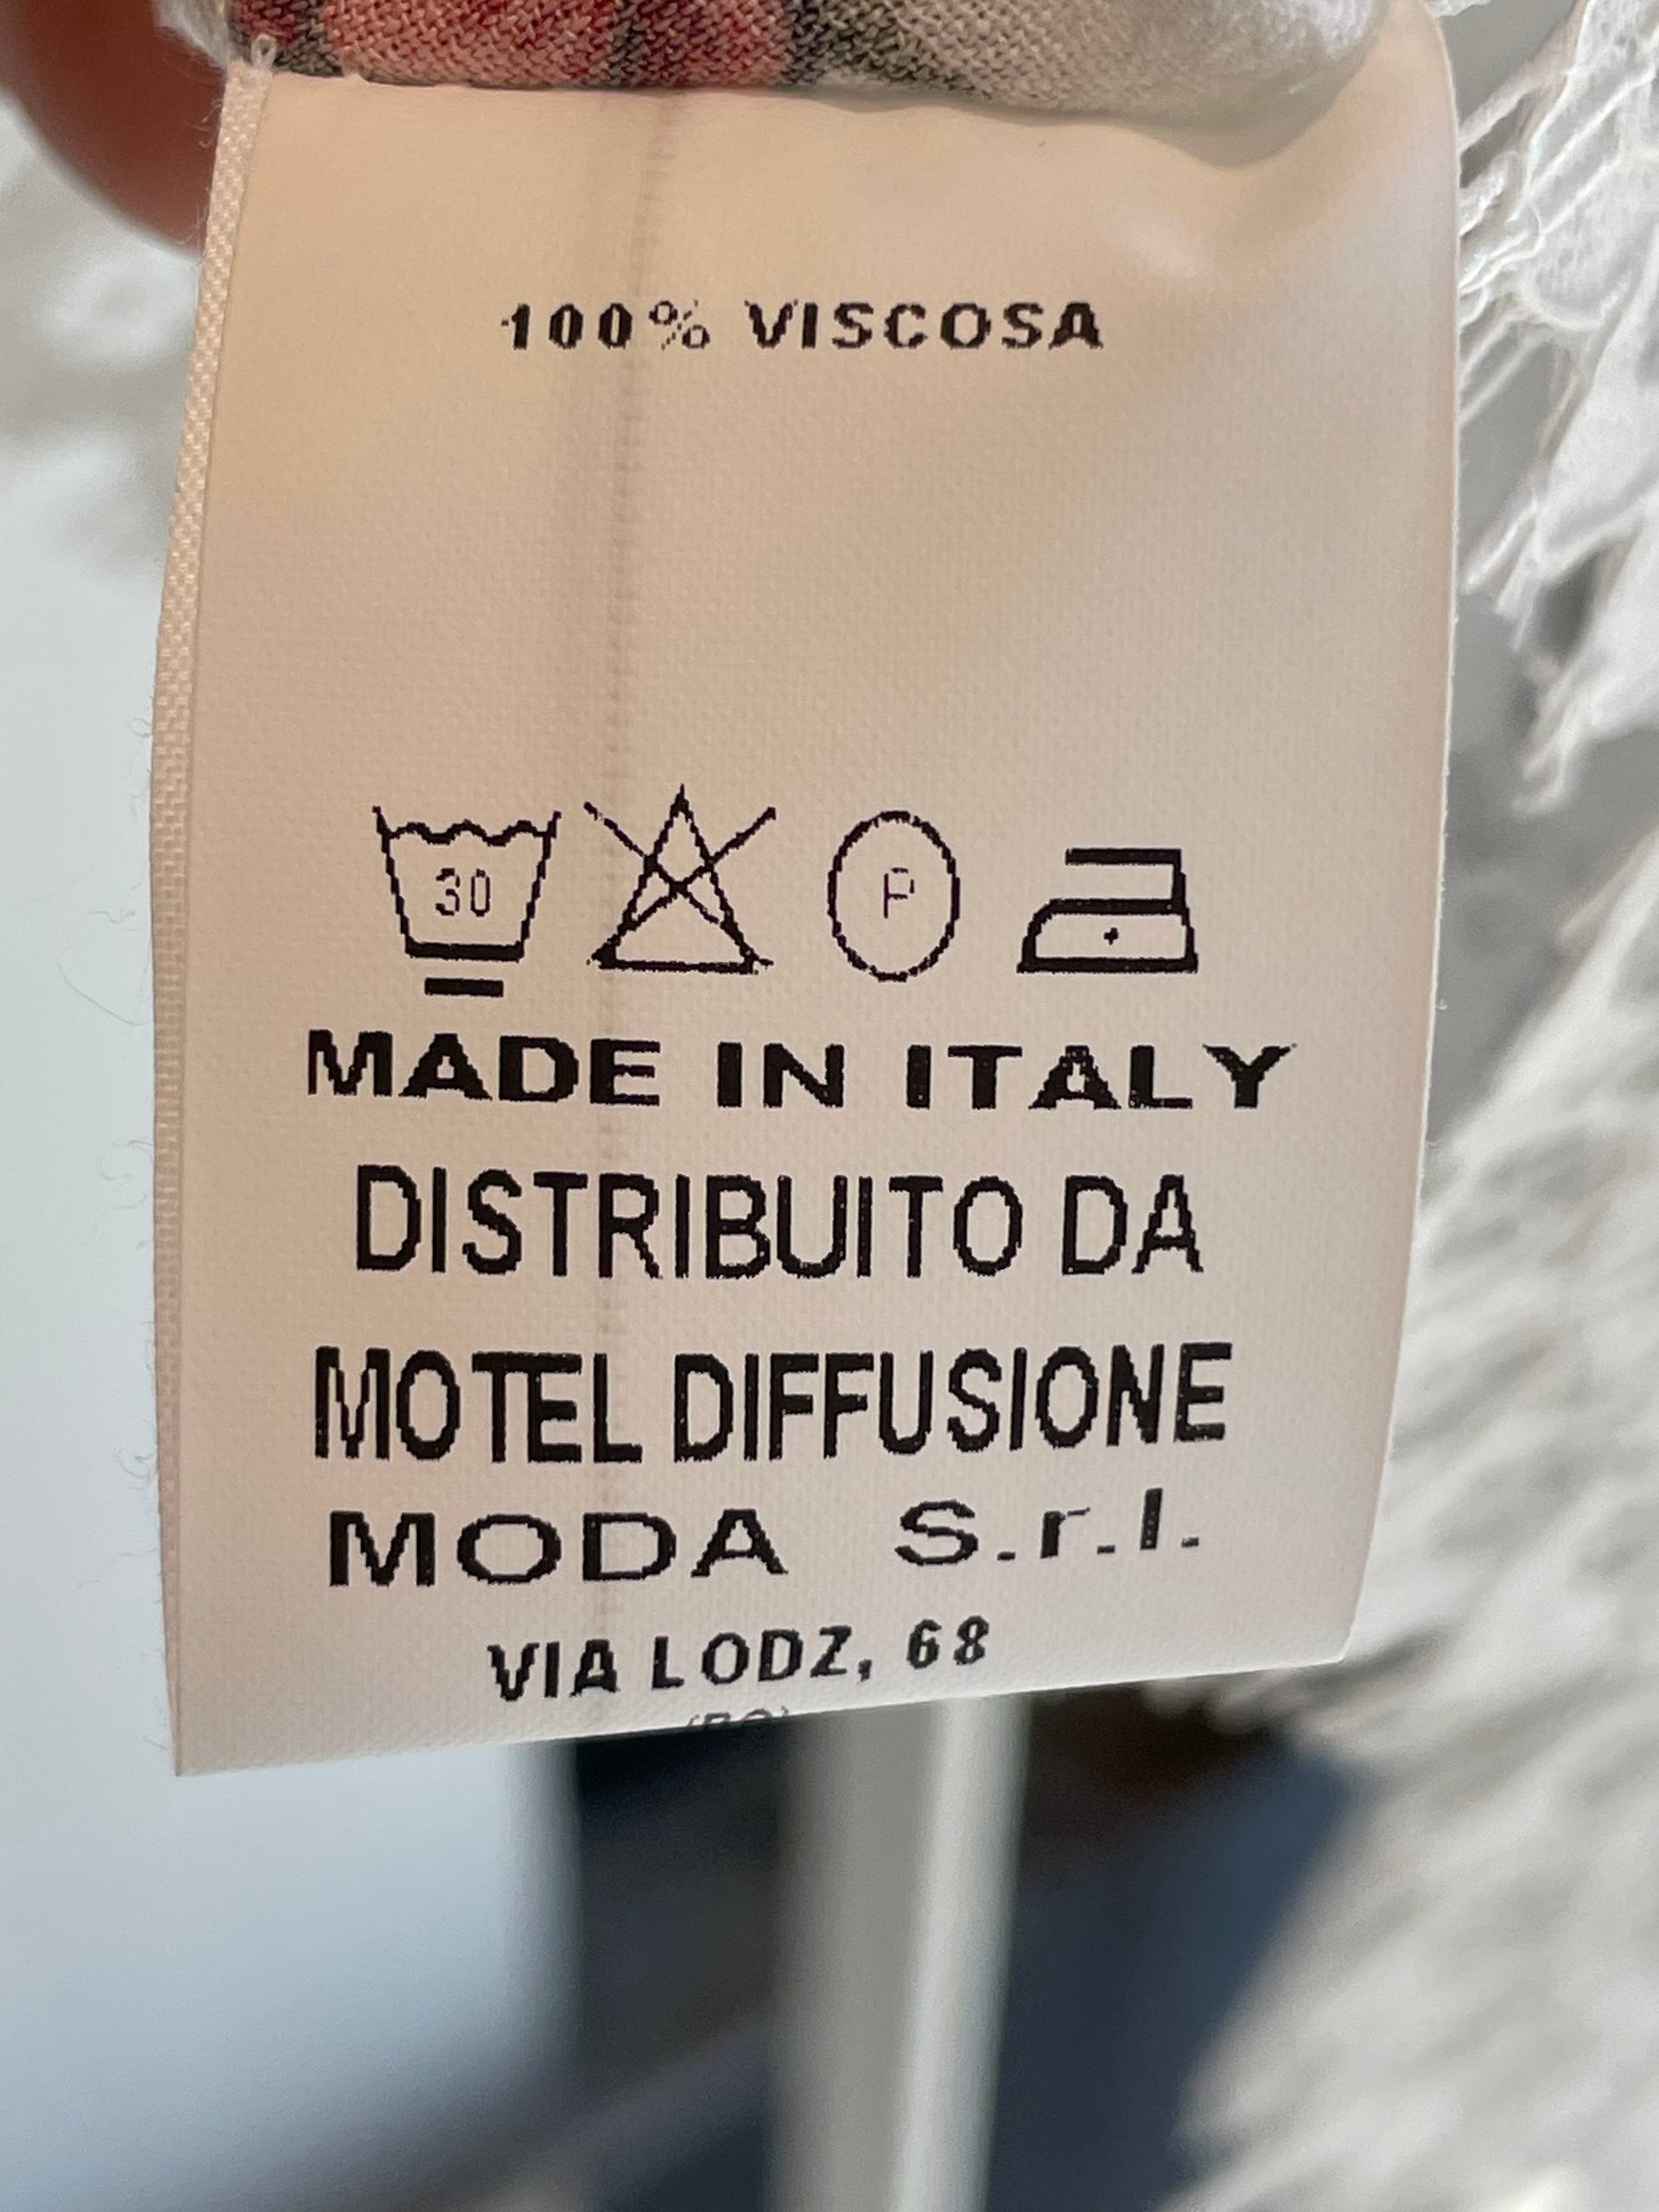 100% VISCOSA
30
P
MADE IN ITALY
DISTRIBUITO DA
MOTEL DIFFUSIONE
MODA S.r.l.
VIA LODZ, 68